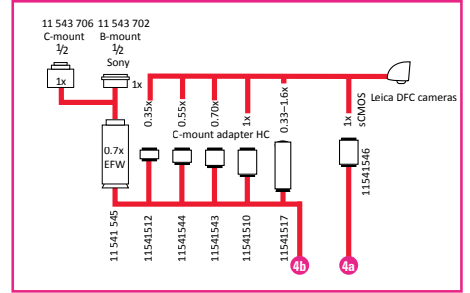 11 543 706
C-mount
½
11 543 702
B-mount
½
Sony
1x
1x
0.35x
0.55x
0.70x
1x
0.33–1.6x
1x
sCMOS
Leica DFC cameras
C-mount adapter HC
0.7x
EFW
11 541 545
11541512
11541544
11541543
11541510
11541517
11541546
4b
4a